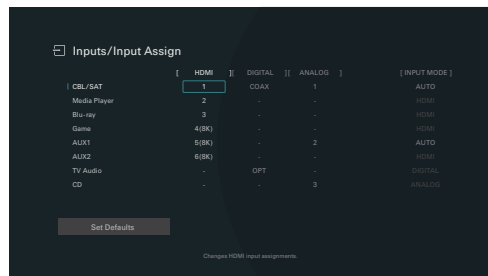 Inputs/Input Assign
[ HDMI ][ DIGITAL ][ ANALOG ] [ INPUT MODE ]
CBL/SAT 1 COAX 1 AUTO
Media Player 2 - - HDMI
Blu-ray 3 - - HDMI
Game 4(8K) - - HDMI
AUX1 5(8K) - 2 AUTO
AUX2 6(8K) - - HDMI
TV Audio - OPT - DIGITAL
CD - - 3 ANALOG
Set Defaults
Changes HDMI input assignments.